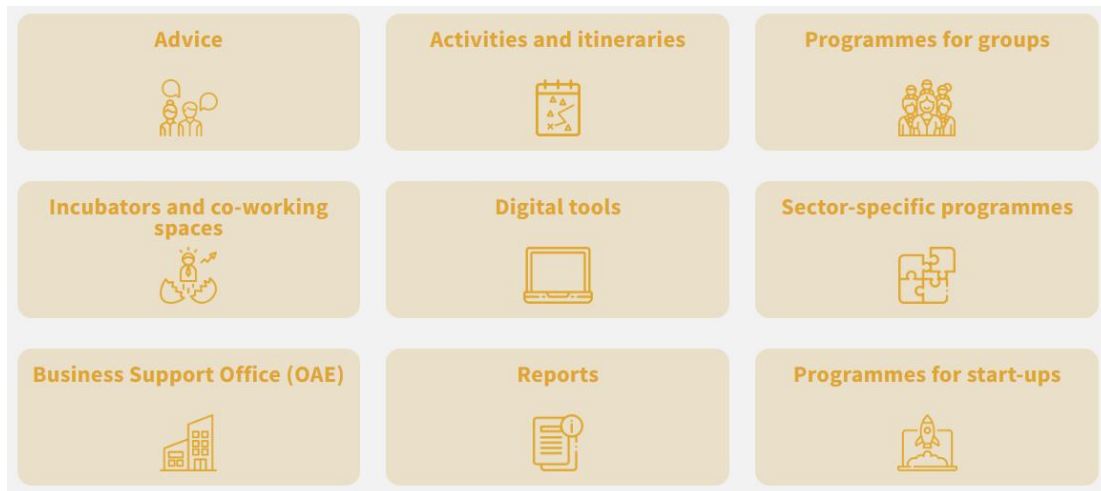 Advice
Activities and itineraries
Programmes for groups
Incubators and co-working
spaces
Digital tools
Sector-specific programmes
Business Support Office (OAE)
Reports
Programmes for start-ups